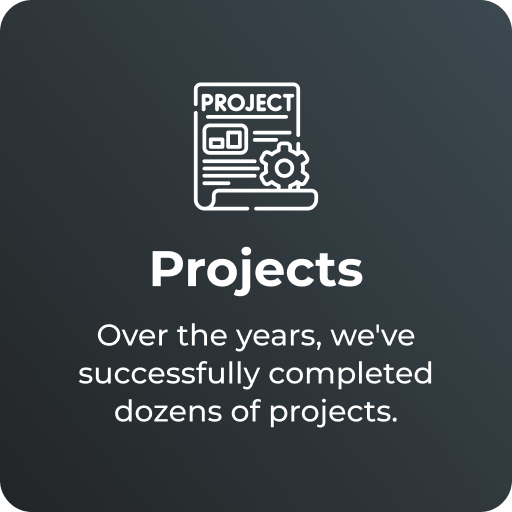 PROJECT
Projects
Over the years, we've
successfully completed
dozens of projects.